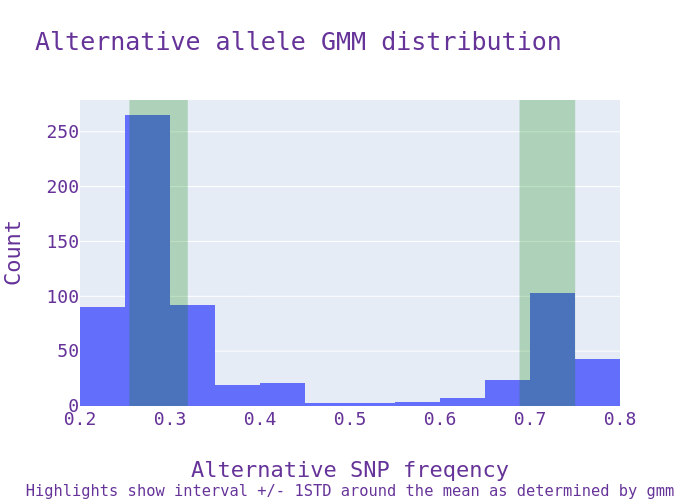 Alternative allele GMM distribution
250
200
150
100
50
0
Count
0.2 0.3 0.4 0.5 0.6 0.7 0.8
Alternative SNP freqency
Highlights show interval +/- 1STD around the mean as determined by gmm